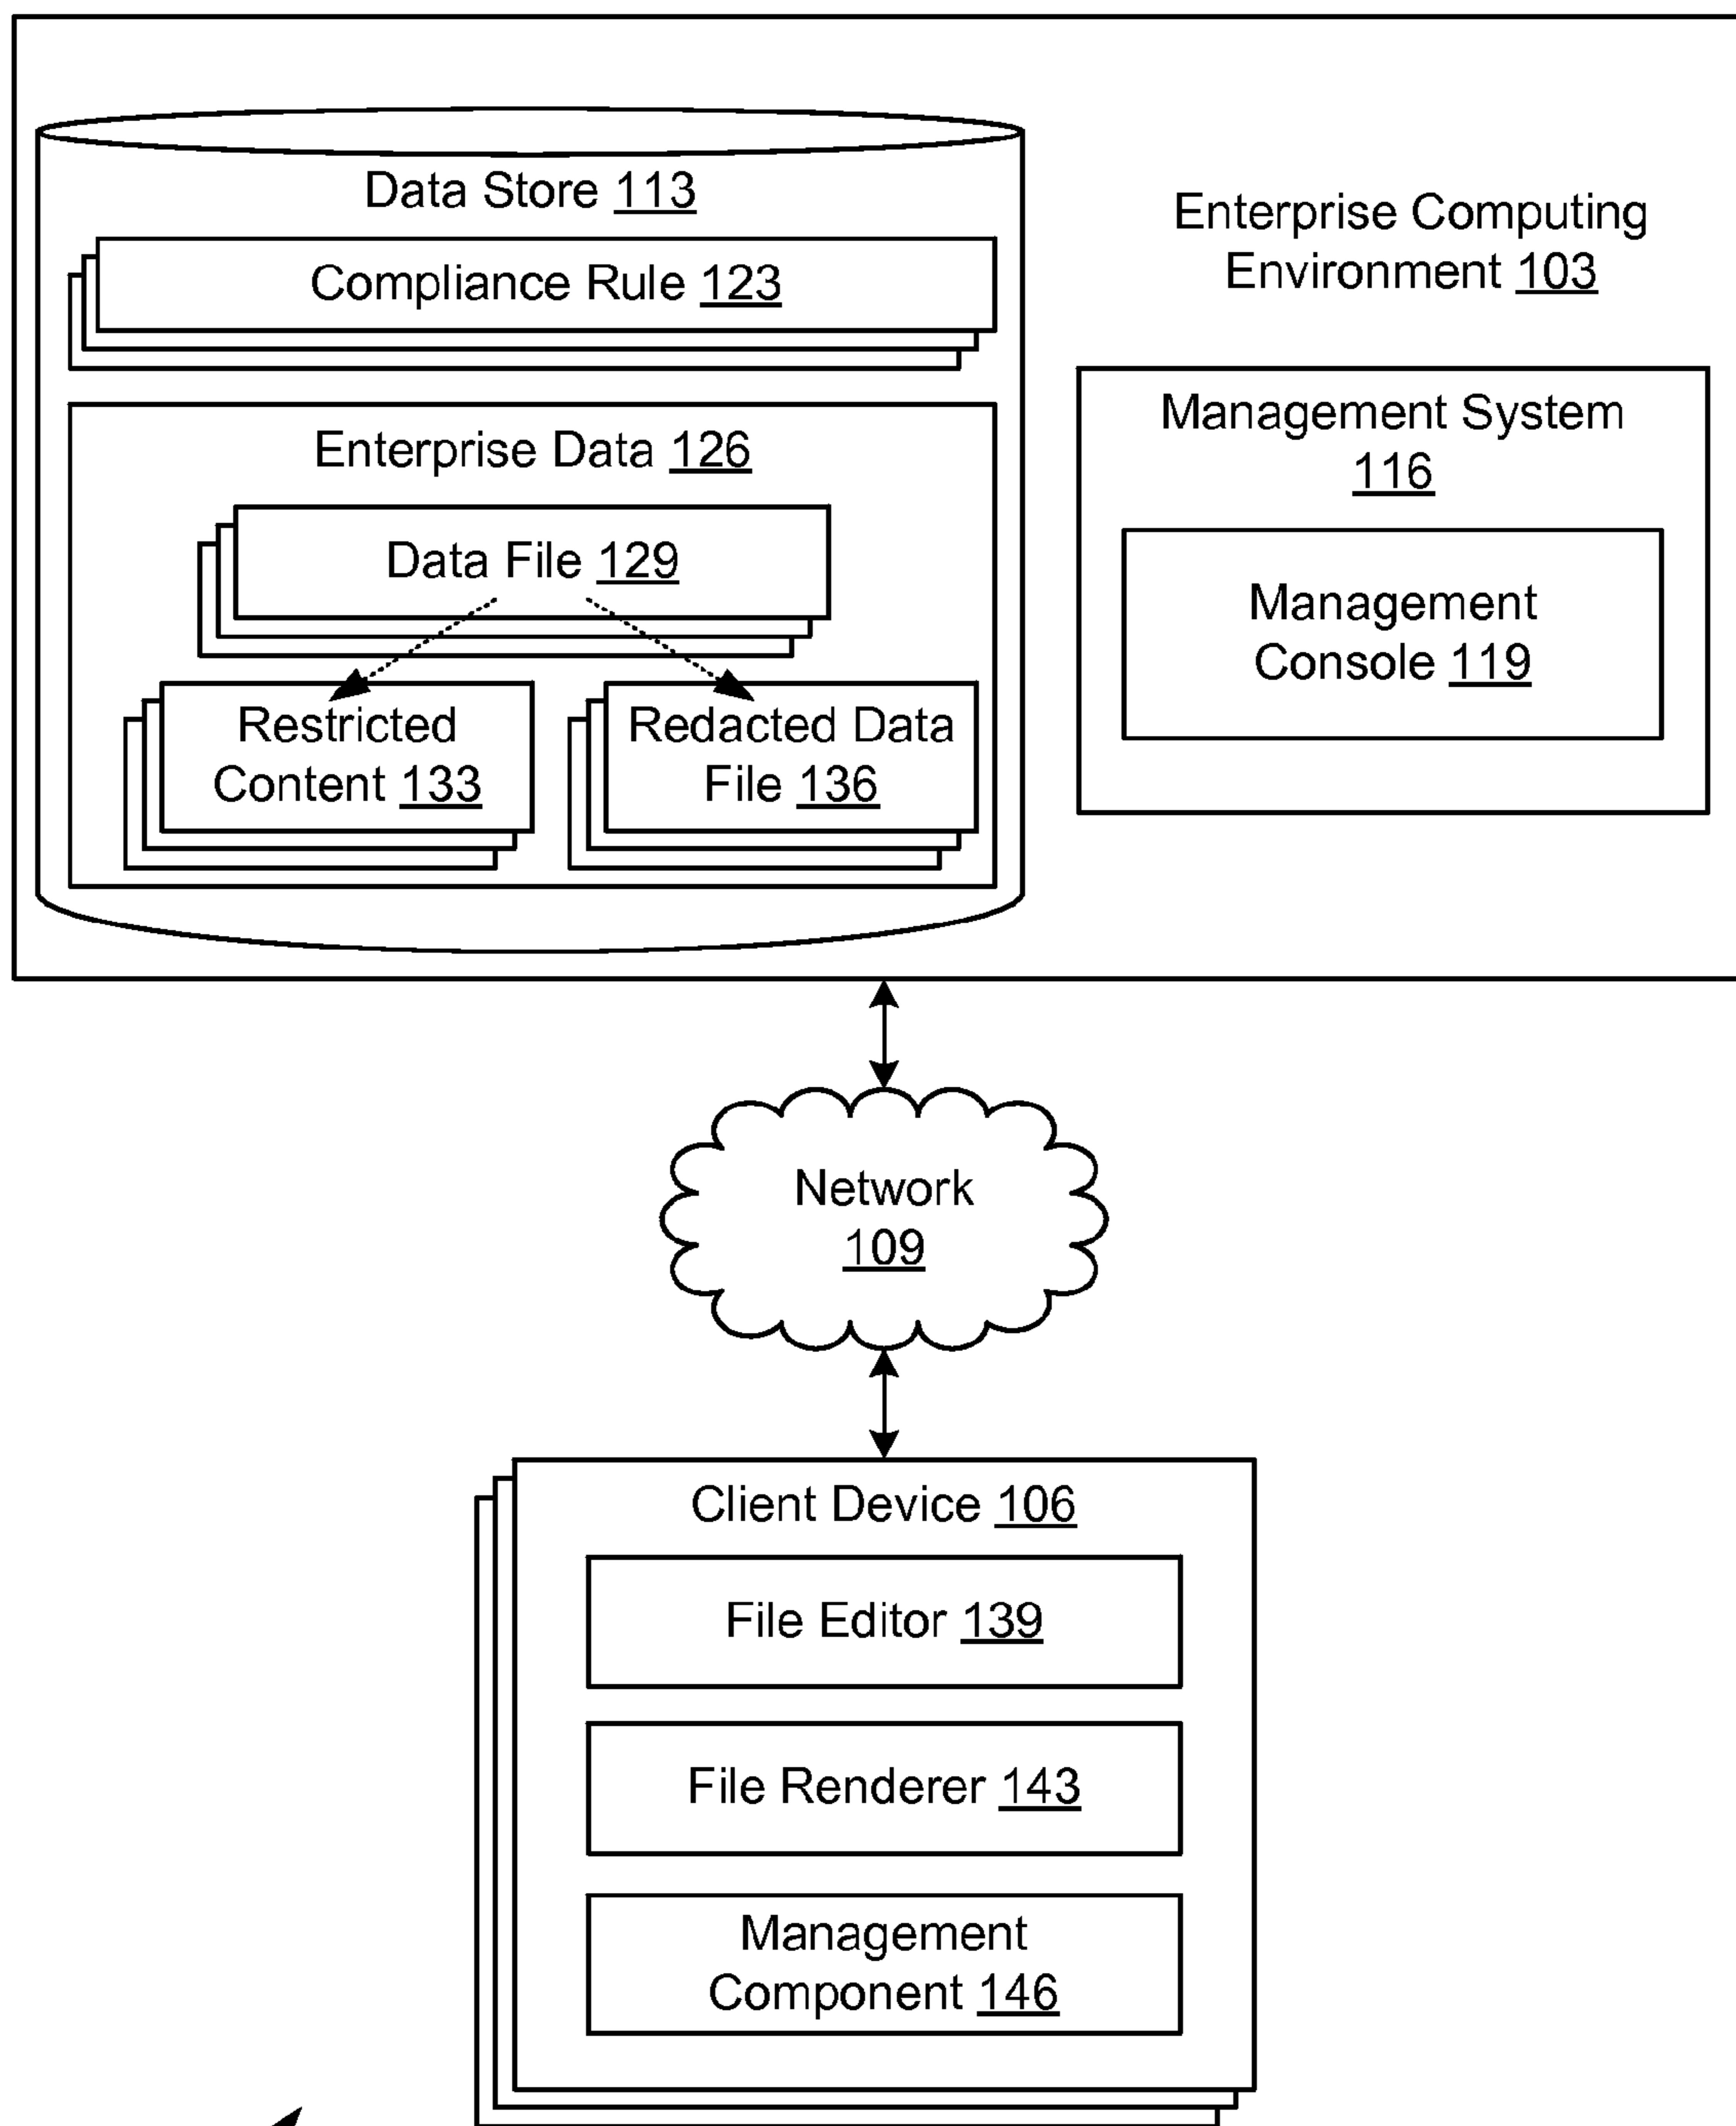 Data Store 113
Compliance Rule 123
Enterprise Data 126
Data File 129
Restricted
Content 133
Redacted Data
File 136
Enterprise Computing
Environment 103
Management System
116
Management
Console 119
Network
109
Client Device 106
File Editor 139
File Renderer 143
Management
Component 146